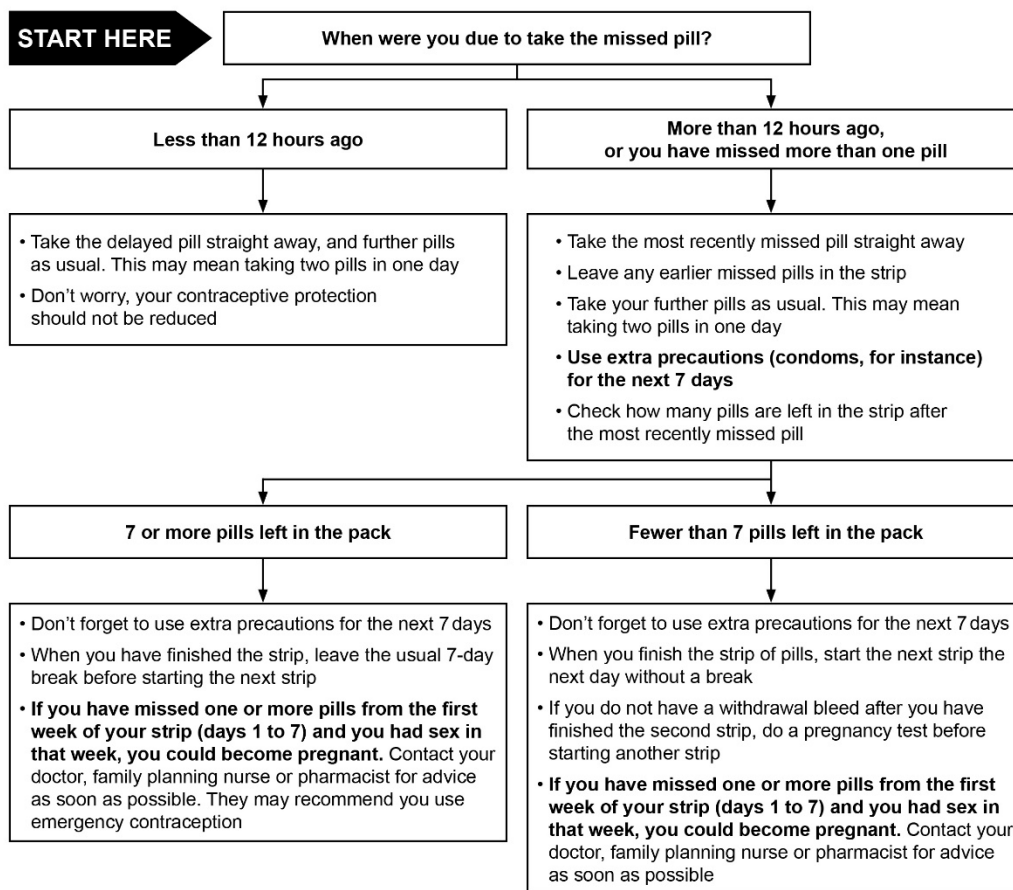 START HERE
When were you due to take the missed pill?
Less than 12 hours ago
More than 12 hours ago,
or you have missed more than one pill
• Take the delayed pill straight away, and further pills
as usual. This may mean taking two pills in one day
• Don’t worry, your contraceptive protection
should not be reduced
• Take the most recently missed pill straight away
• Leave any earlier missed pills in the strip
• Take your further pills as usual. This may mean
taking two pills in one day
• Use extra precautions (condoms, for instance)
for the next 7 days
• Check how many pills are left in the strip after
the most recently missed pill
7 or more pills left in the pack
Fewer than 7 pills left in the pack
• Don’t forget to use extra precautions for the next 7 days
• When you have finished the strip, leave the usual 7-day
break before starting the next strip
• If you have missed one or more pills from the first
week of your strip (days 1 to 7) and you had sex in
that week, you could become pregnant. Contact your
doctor, family planning nurse or pharmacist for advice
as soon as possible. They may recommend you use
emergency contraception
• Don’t forget to use extra precautions for the next 7 days
• When you finish the strip of pills, start the next strip the
next day without a break
• If you do not have a withdrawal bleed after you have
finished the second strip, do a pregnancy test before
starting another strip
• If you have missed one or more pills from the first
week of your strip (days 1 to 7) and you had sex in
that week, you could become pregnant. Contact your
doctor, family planning nurse or pharmacist for advice
as soon as possible